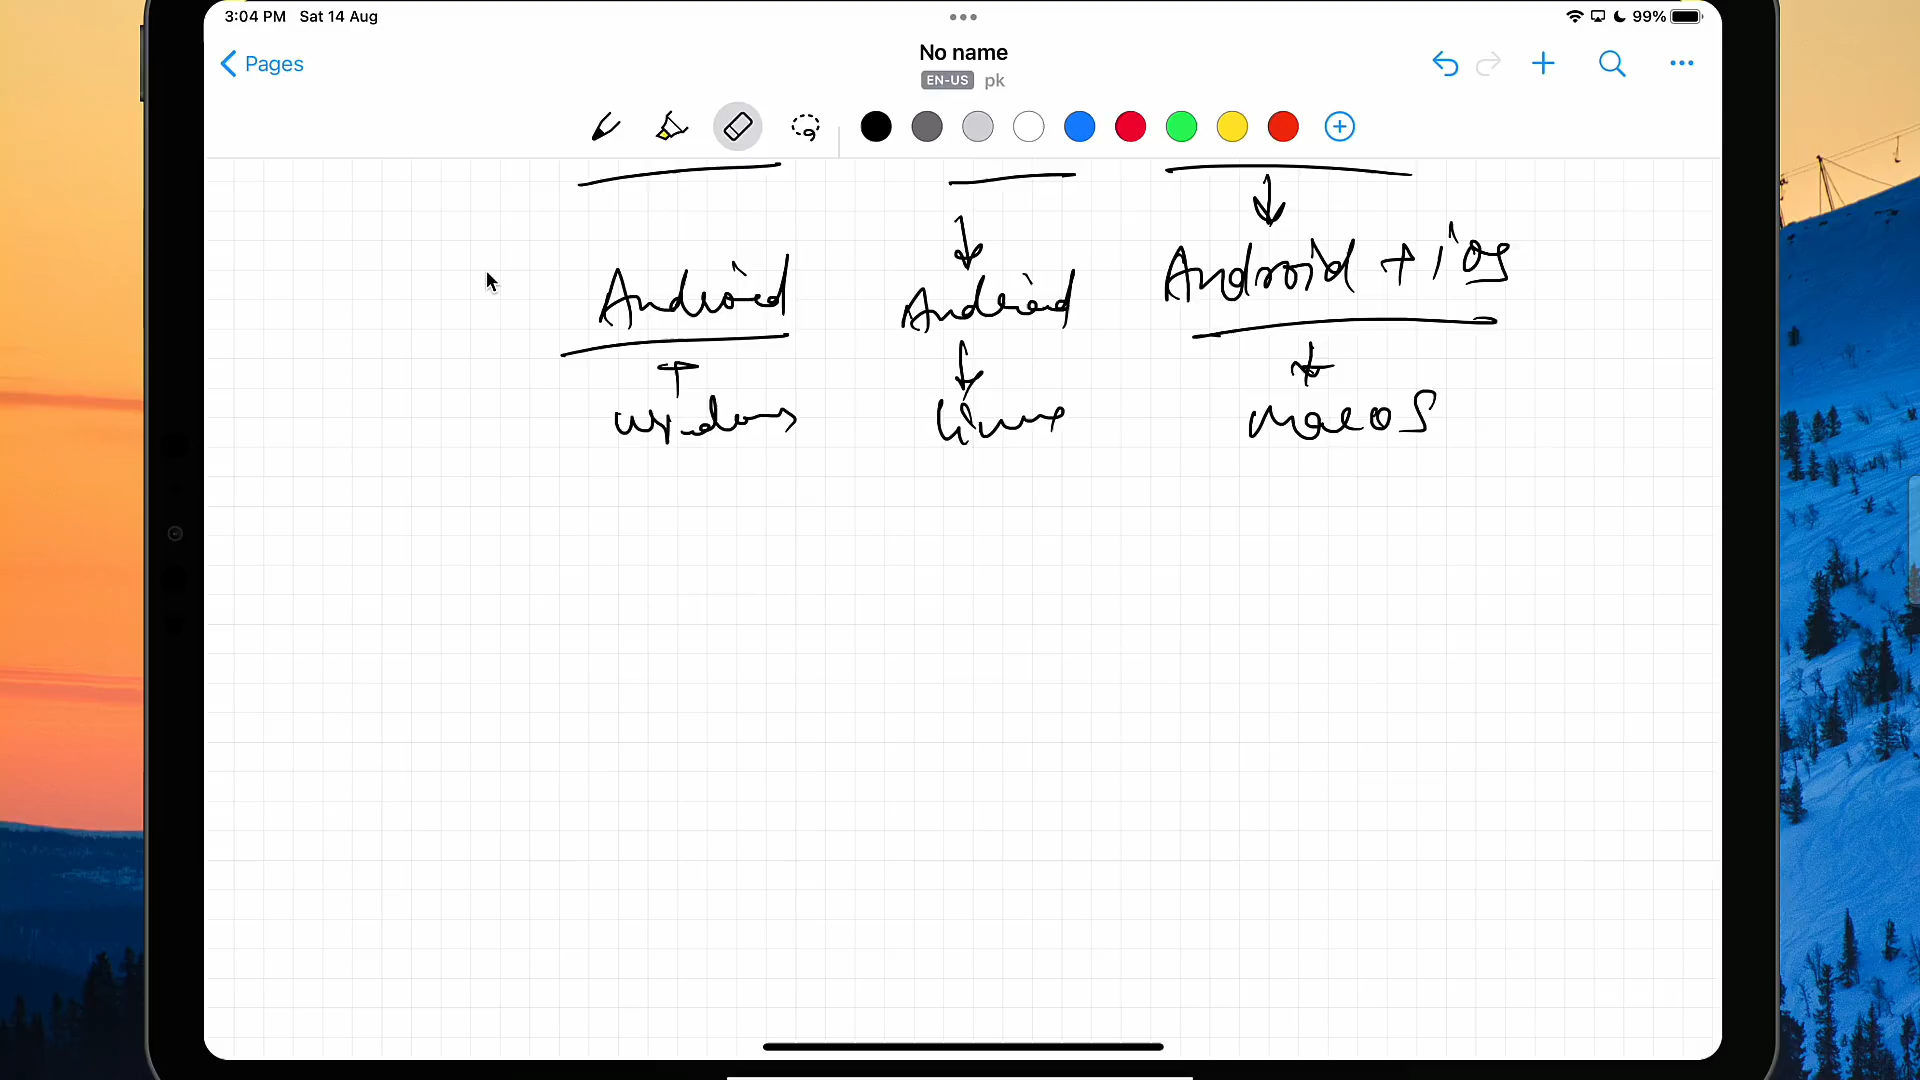 3:04 PM Sat 14 Aug
99%
Pages
No name
EN-US pk
Android Android Android + ios
windows linux macOS